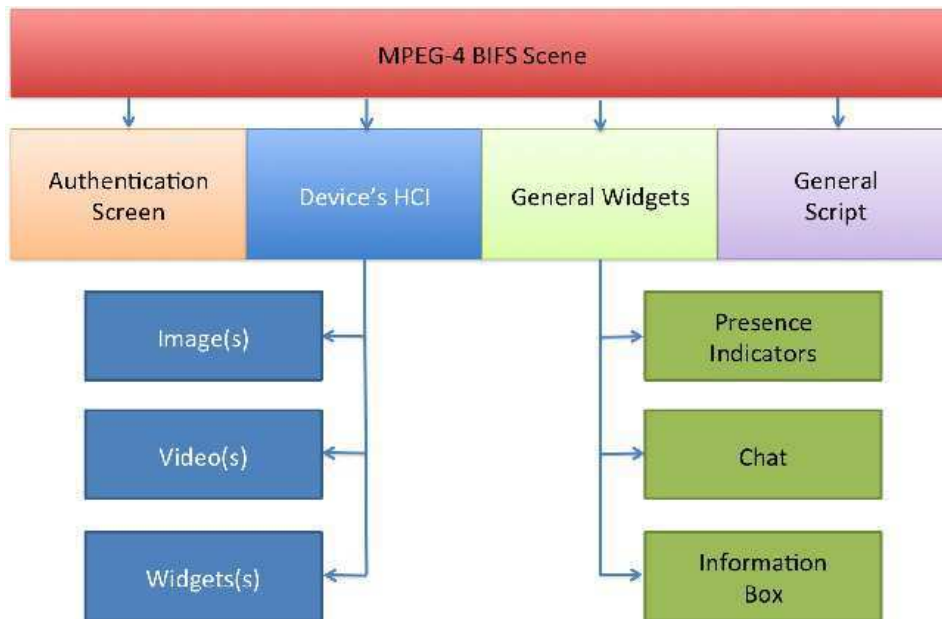 MPEG-4 BIFS Scene
Authentication
Screen
Device's HCI
General Widgets
General
Script
Image(s)
Video(s)
Widgets(s)
Presence
Indicators
Chat
Information
Box